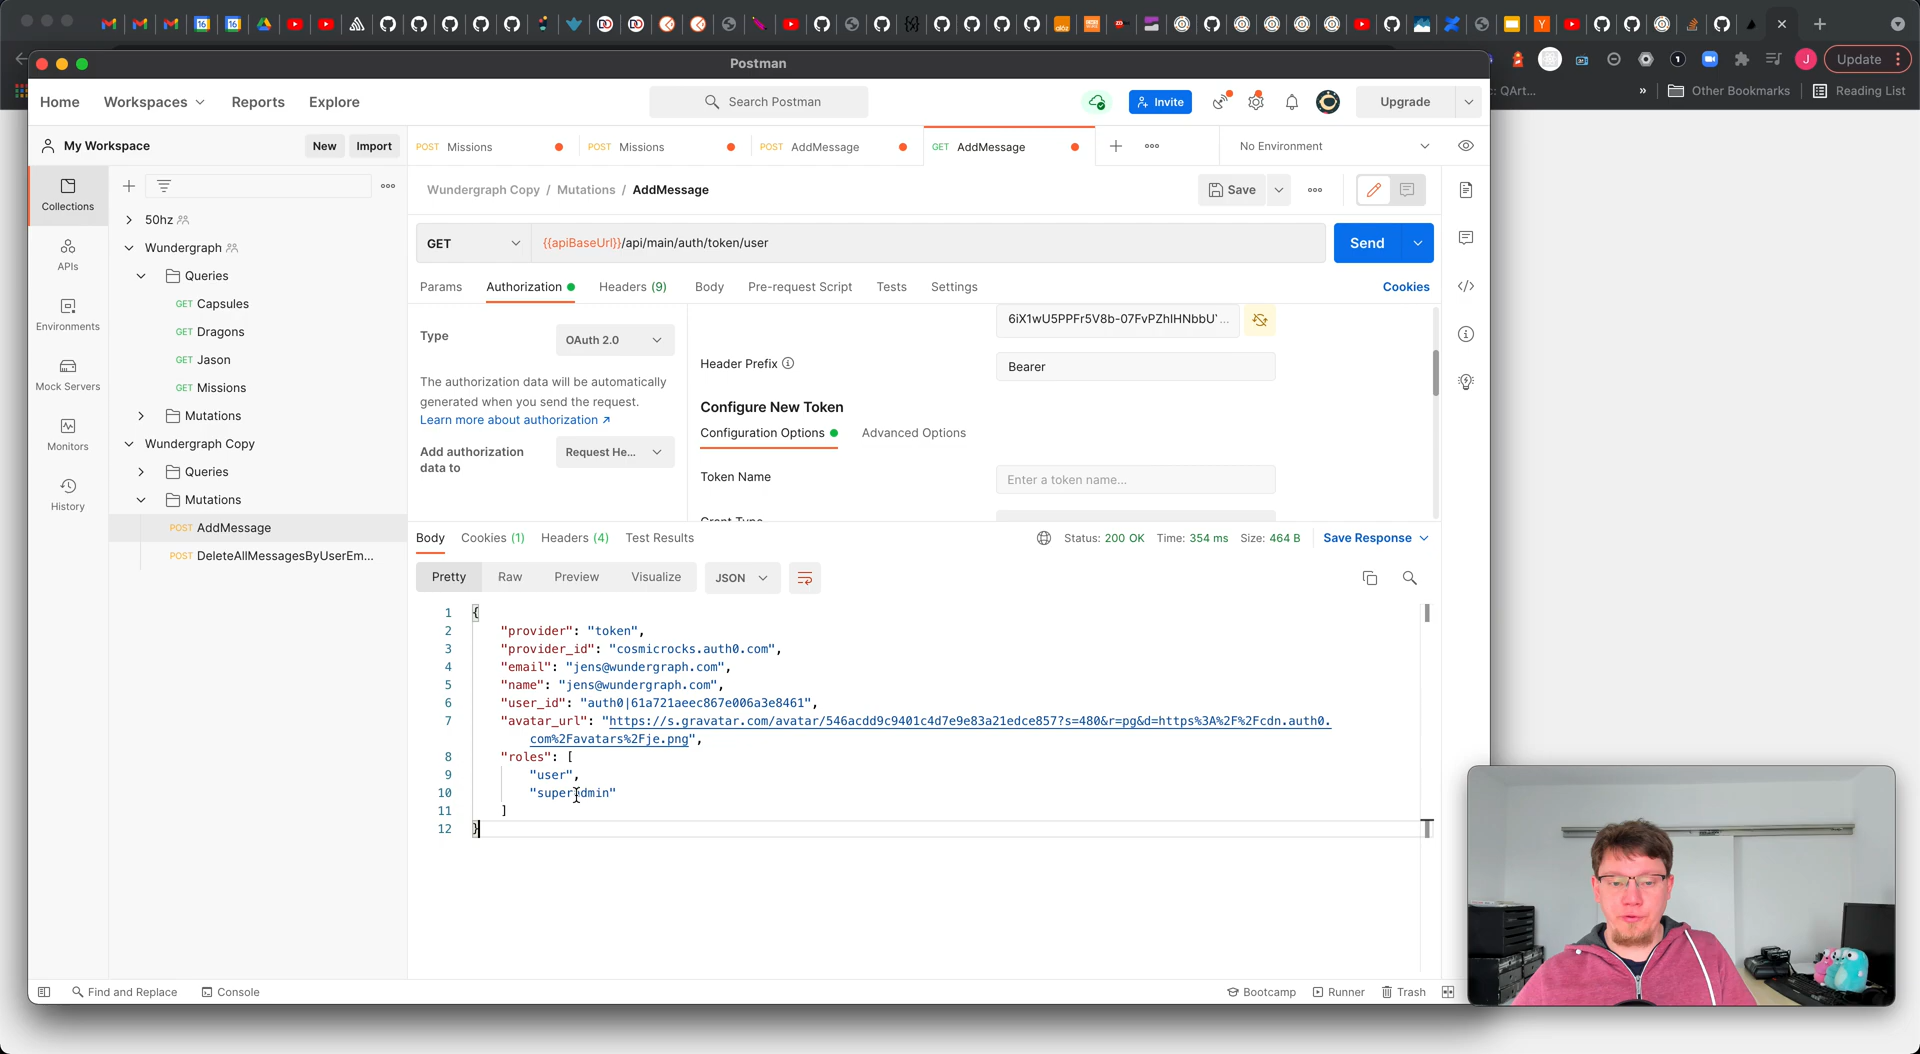 Update
: QArt...
»
Other Bookmarks
Reading List
Postman
Home
Workspaces
Reports
Explore
Search Postman
Invite
Upgrade
My Workspace
New
Import
POST Missions
POST Missions
POST AddMessage
GET AddMessage
No Environment
Collections
APIs
Environments
Mock Servers
Monitors
History
50hz
Wundergraph
Queries
GET Capsules
GET Dragons
GET Jason
GET Missions
Mutations
Wundergraph Copy
Queries
Mutations
POST AddMessage
POST DeleteAllMessagesByUserEm...
Wundergraph Copy / Mutations / AddMessage
Save
GET
{{apiBaseUrl}}/api/main/auth/token/user
Send
Params
Authorization
Headers (9)
Body
Pre-request Script
Tests
Settings
Cookies
Type
OAuth 2.0
The authorization data will be automatically
generated when you send the request.
Learn more about authorization ↗
Add authorization
data to
Request He...
Header Prefix
Bearer
Configure New Token
Configuration Options
Advanced Options
Token Name
Enter a token name...
Grant Type
Body
Cookies (1)
Headers (4)
Test Results
Status: 200 OK
Time: 354 ms
Size: 464 B
Save Response
Pretty
Raw
Preview
Visualize
JSON
1 {
2 "provider": "token",
3 "provider_id": "cosmicrocks.auth0.com",
4 "email": "jens@wundergraph.com",
5 "name": "jens@wundergraph.com",
6 "user_id": "auth0|61a721aeec867e006a3e8461",
7 "avatar_url": "https://s.gravatar.com/avatar/546acdd9c9401c4d7e9e83a21edce857?s=480&r=pg&d=https%3A%2F%2Fcdn.auth0.
com%2Favatars%2Fje.png",
8 "roles": [
9 "user",
10 "superadmin"
11 ]
12 }
Find and Replace
Console
Bootcamp
Runner
Trash